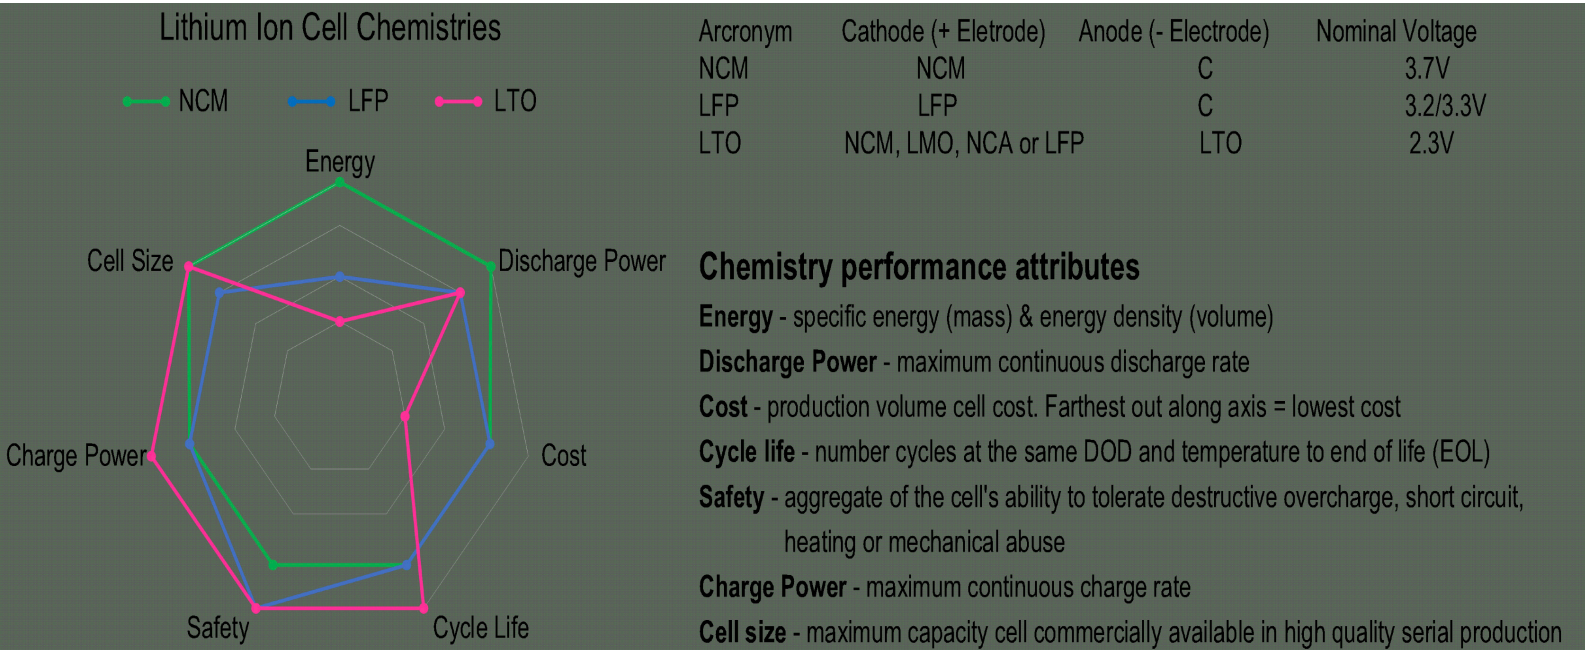 Lithium Ion Cell Chemistries
NCM LFP LTO
Energy
Cell Size
Discharge Power
Charge Power
Cost
Safety
Cycle Life
Arcronym Cathode (+ Eletrode) Anode (- Electrode) Nominal Voltage
NCM NCM C 3.7V
LFP LFP C 3.2/3.3V
LTO NCM, LMO, NCA or LFP LTO 2.3V
Chemistry performance attributes
Energy - specific energy (mass) & energy density (volume)
Discharge Power - maximum continuous discharge rate
Cost - production volume cell cost. Farthest out along axis = lowest cost
Cycle life - number cycles at the same DOD and temperature to end of life (EOL)
Safety - aggregate of the cell's ability to tolerate destructive overcharge, short circuit,
heating or mechanical abuse
Charge Power - maximum continuous charge rate
Cell size - maximum capacity cell commercially available in high quality serial production